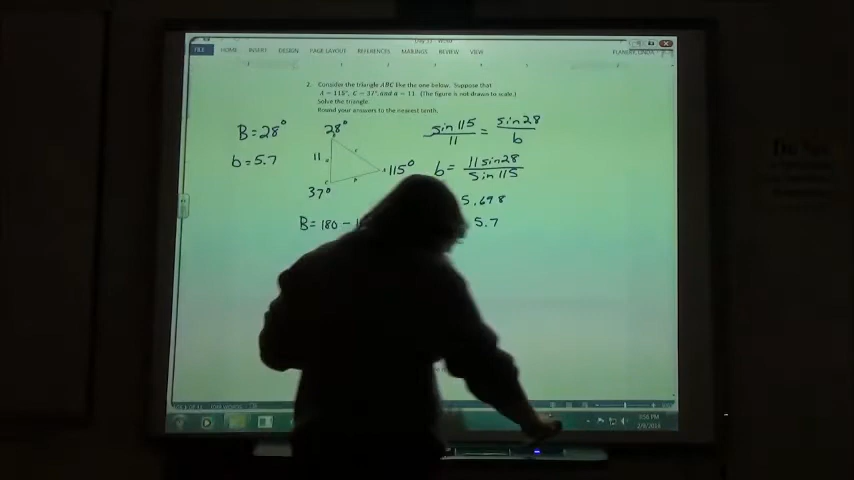 FILE HOME INSERT DESIGN PAGE LAYOUT REFERENCES MAILINGS REVIEW VIEW
2. Consider the triangle ABC like the one below. Suppose that
A = 115°, C = 37°, and a = 11. (The figure is not drawn to scale.)
Solve the triangle.
Round your answers to the nearest tenth.
B = 28°
b = 5.7
28°
11
115°
37°
B = 180 −
sin 115 / 11 = sin 28 / b
b = 11 sin 28 / sin 115
5.698
5.7